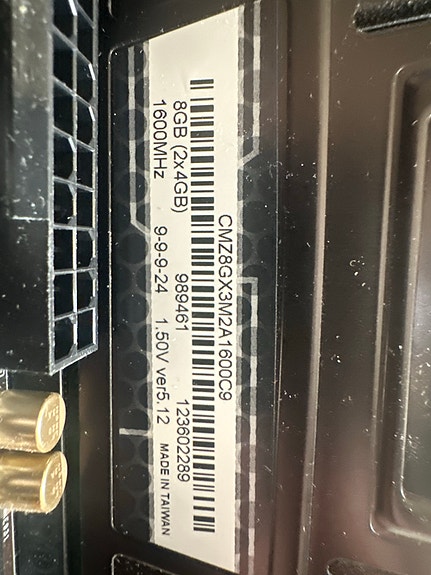 CMZ8GX3M2A1600C9
8GB (2x4GB) 989461 123602289
1600MHz 9-9-9-24 1.50V ver5.12 MADE IN TAIWAN